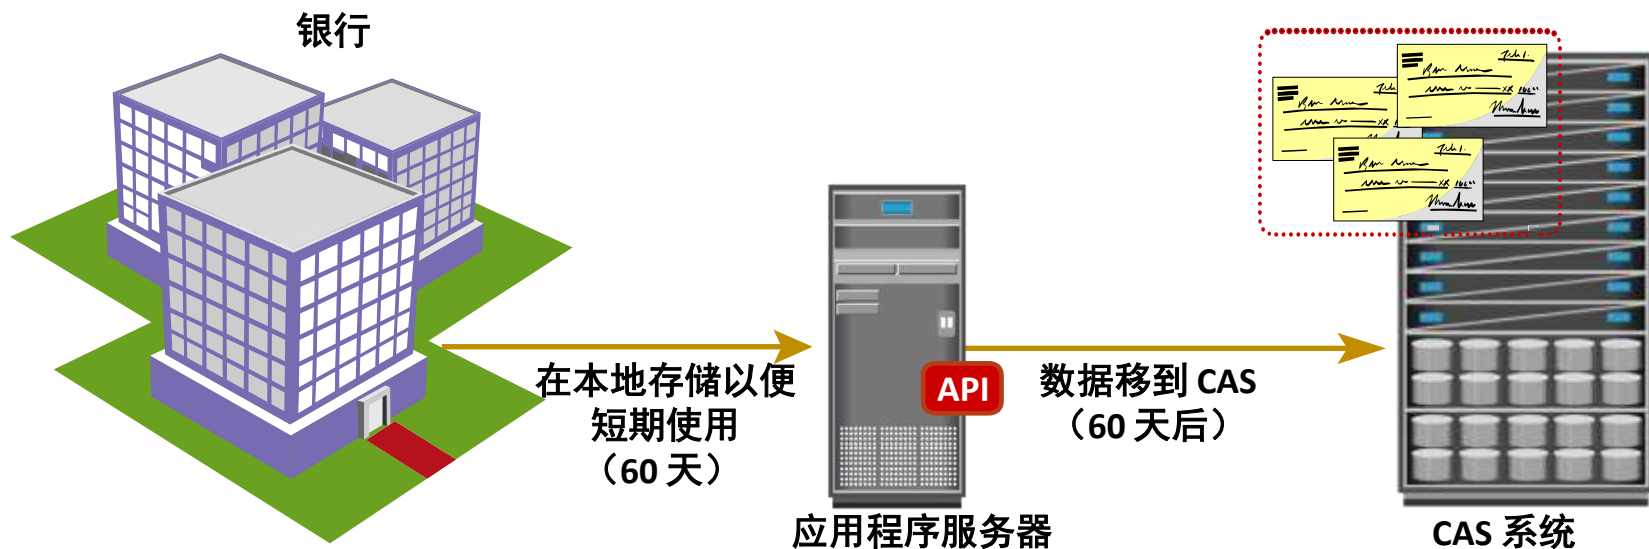 银行
在本地存储以便
短期使用
（60 天）
API
应用程序服务器
数据移到 CAS
（60 天后）
CAS 系统